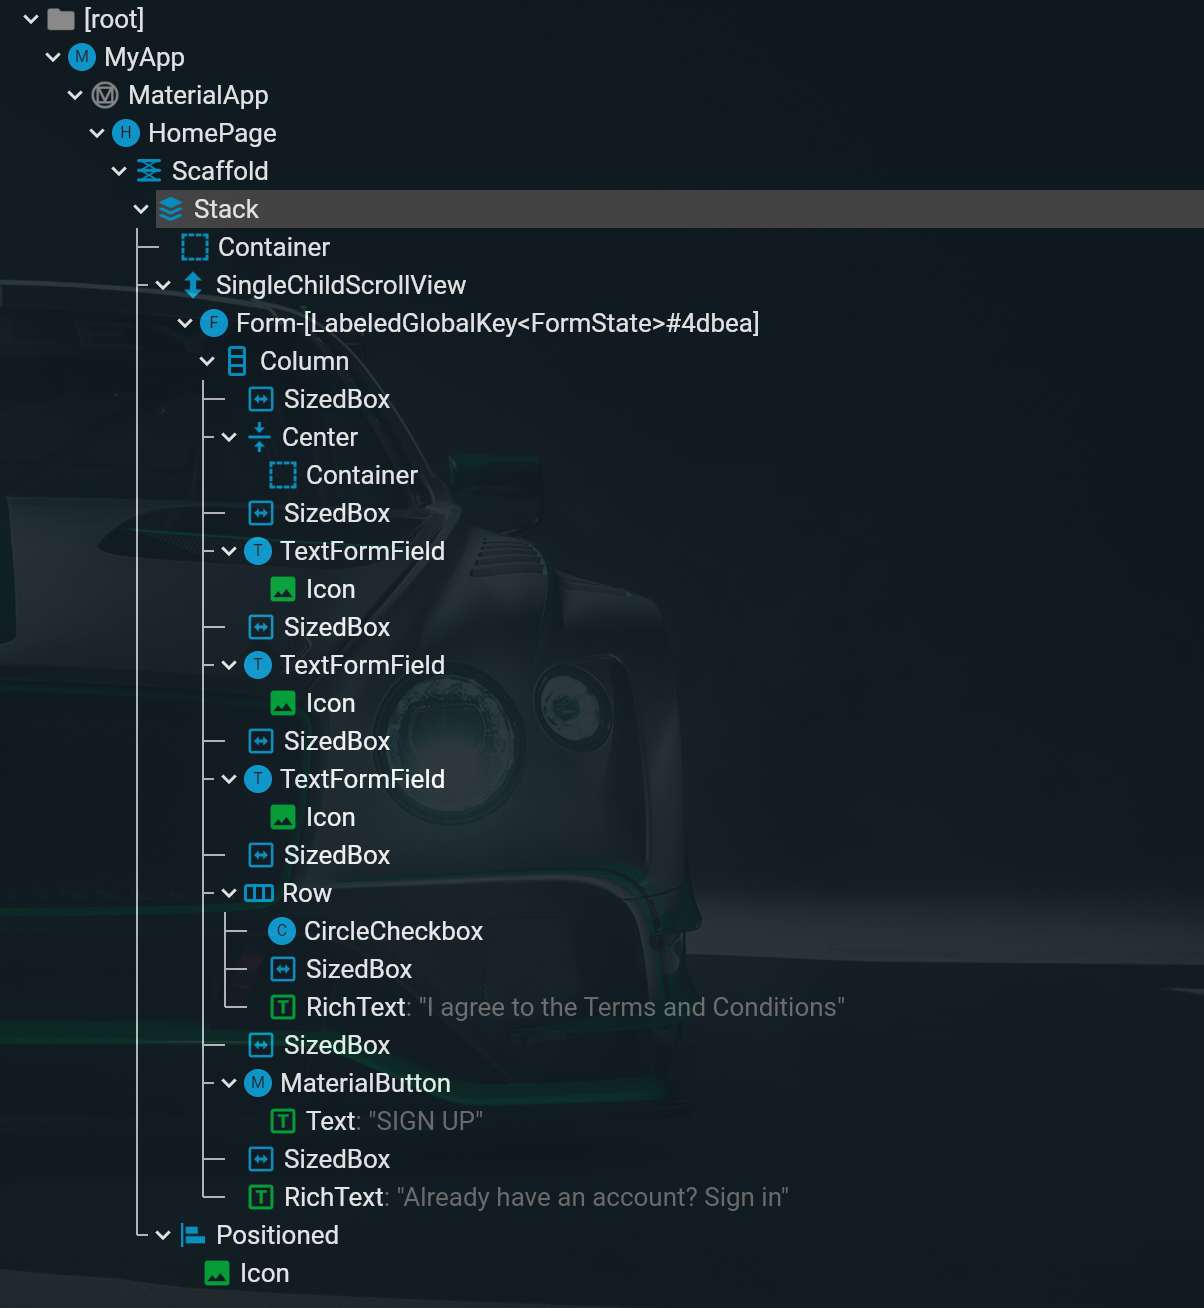 [root]
M MyApp
MaterialApp
H HomePage
Scaffold
Stack
Container
SingleChildScrollView
F Form-[LabeledGlobalKey<FormState>#4dbea]
Column
SizedBox
Center
Container
SizedBox
T TextFormField
Icon
SizedBox
T TextFormField
Icon
SizedBox
T TextFormField
Icon
SizedBox
Row
C CircleCheckbox
SizedBox
T RichText: "I agree to the Terms and Conditions"
SizedBox
M MaterialButton
T Text: "SIGN UP"
SizedBox
T RichText: "Already have an account? Sign in"
Positioned
Icon